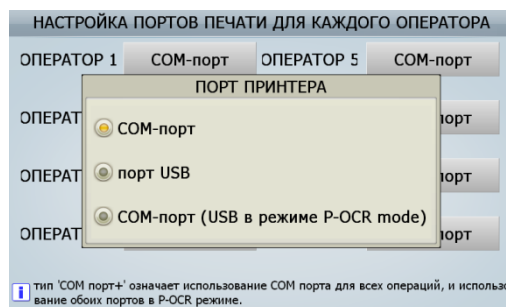 НАСТРОЙКА ПОРТОВ ПЕЧАТИ ДЛЯ КАЖДОГО ОПЕРАТОРА
ОПЕРАТОР 1 COM-порт ОПЕРАТОР 5 COM-порт
ПОРТ ПРИНТЕРА
COM-порт
порт USB
COM-порт (USB в режиме P-OCR mode)
тип 'COM порт+' означает использование COM порта для всех операций, и
вание обоих портов в P-OCR режиме.